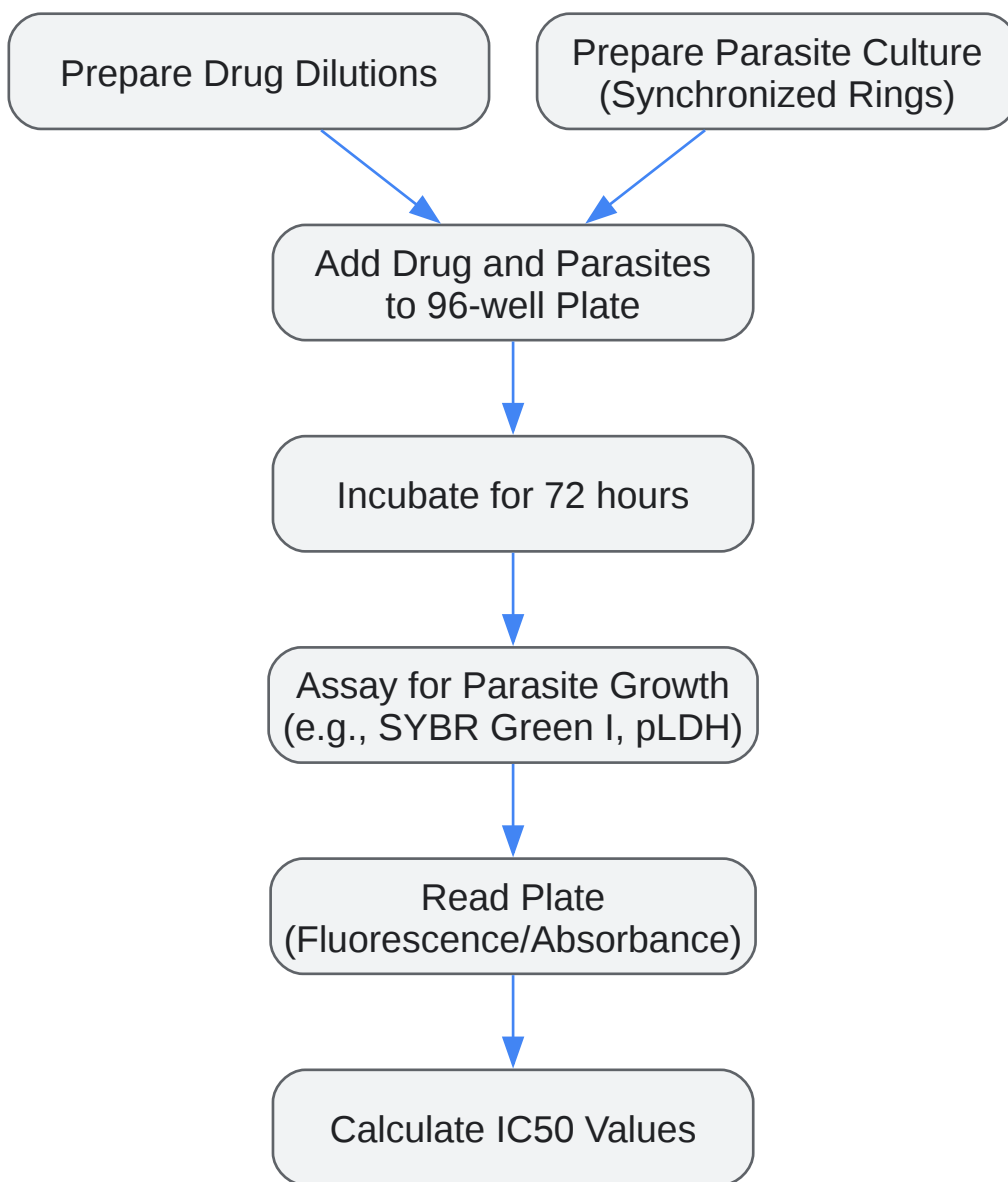 Prepare Drug Dilutions
Prepare Parasite Culture
(Synchronized Rings)
Add Drug and Parasites
to 96-well Plate
Incubate for 72 hours
Assay for Parasite Growth
(e.g., SYBR Green I, pLDH)
Read Plate
(Fluorescence/Absorbance)
Calculate IC50 Values